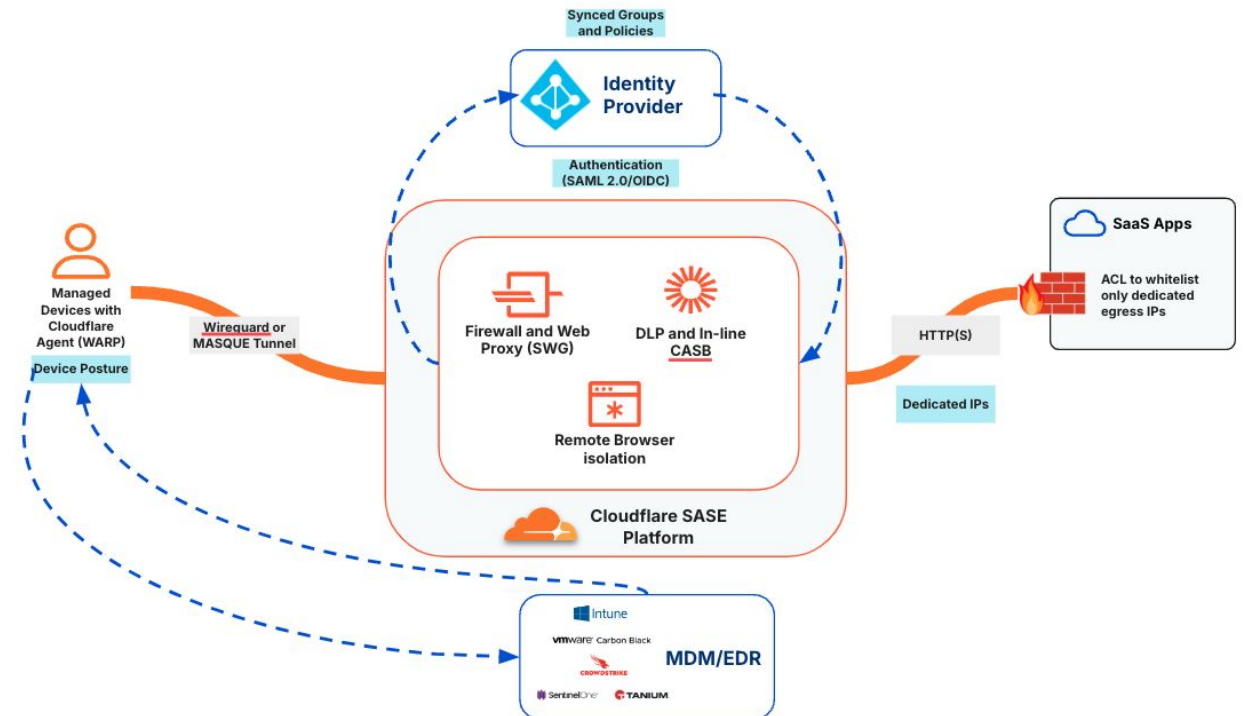 Synced Groups
and Policies
Identity
Provider
Authentication
(SAML 2.0/OIDC)
Managed
Devices with
Cloudflare
Agent (WARP)
Device Posture
Wireguard or
MASQUE Tunnel
Firewall and Web
Proxy (SWG)
DLP and In-line
CASB
Remote Browser
isolation
Cloudflare SASE
Platform
HTTP(S)
Dedicated IPs
SaaS Apps
ACL to whitelist
only dedicated
egress IPs
Intune
vmware Carbon Black
CROWDSTRIKE
SentinelOne
TANIUM
MDM/EDR